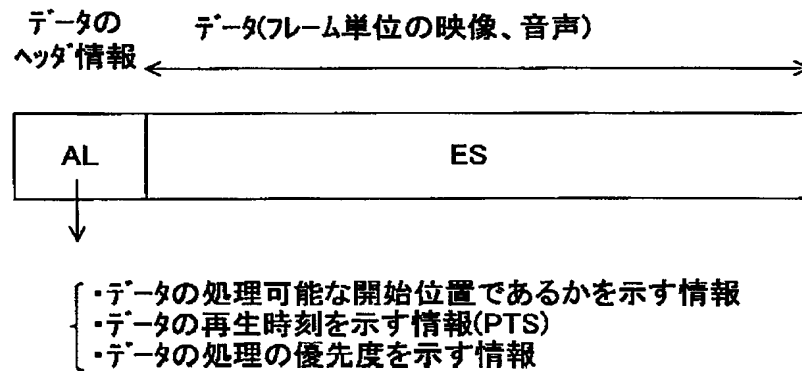 データの
ヘッダ情報
データ(フレーム単位の映像、音声)
AL
ES
・データの処理可能な開始位置であるかを示す情報
・データの再生時刻を示す情報(PTS)
・データの処理の優先度を示す情報